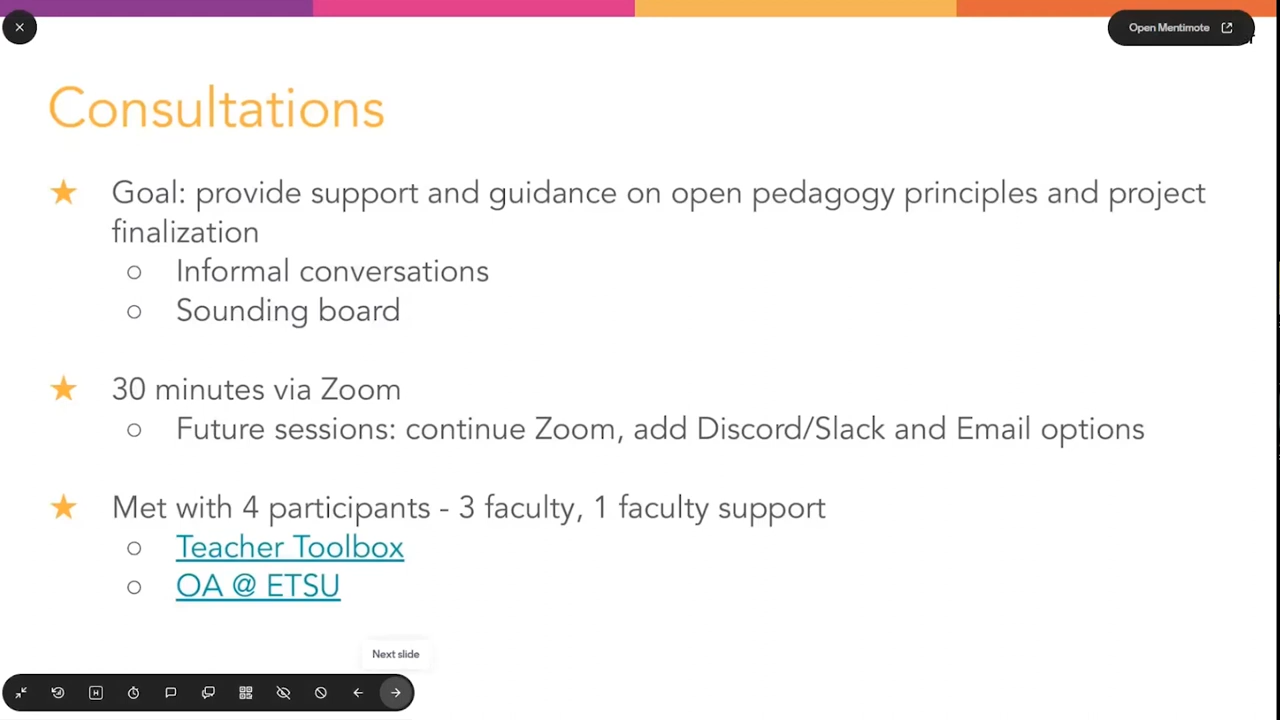 Open Mentimote
Consultations
Goal: provide support and guidance on open pedagogy principles and project
finalization
Informal conversations
Sounding board
30 minutes via Zoom
Future sessions: continue Zoom, add Discord/Slack and Email options
Met with 4 participants - 3 faculty, 1 faculty support
Teacher Toolbox
OA @ ETSU
Next slide